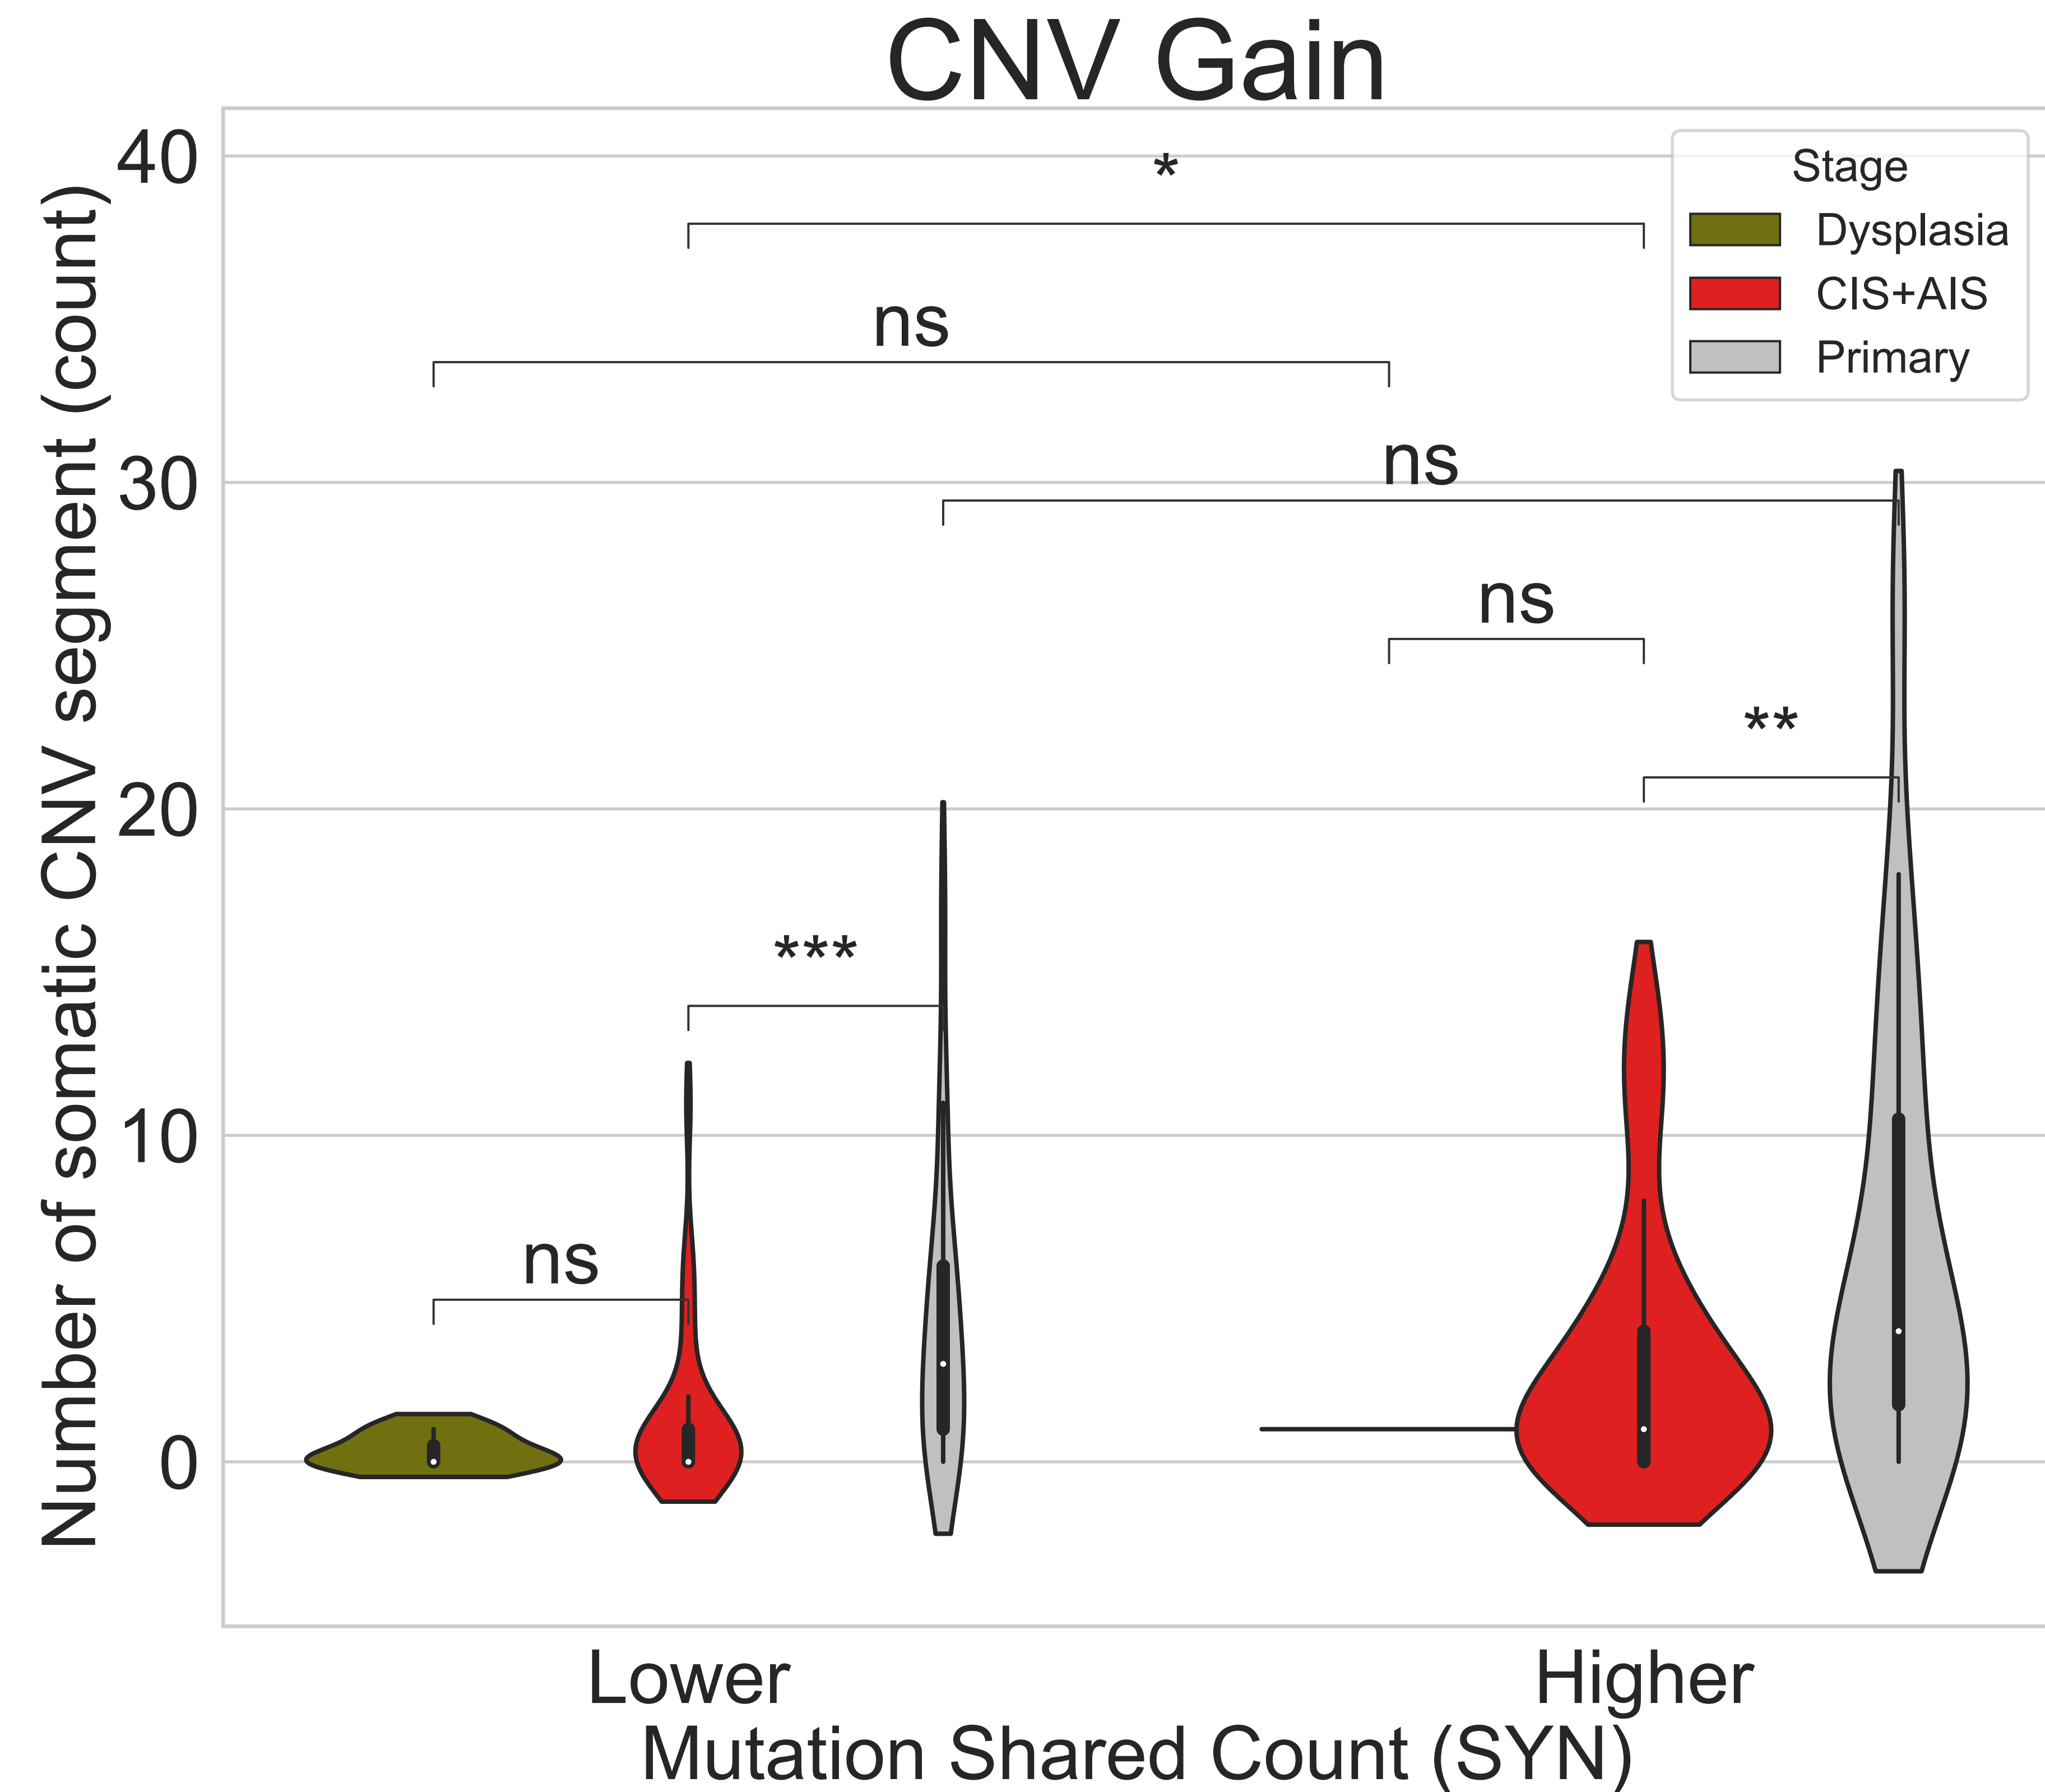 CNV Gain
Number of somatic CNV segment (count)
40
30
20
10
0
*
ns
ns
ns
**
***
ns
Stage
Dysplasia
CIS+AIS
Primary
Lower
Higher
Mutation Shared Count (SYN)